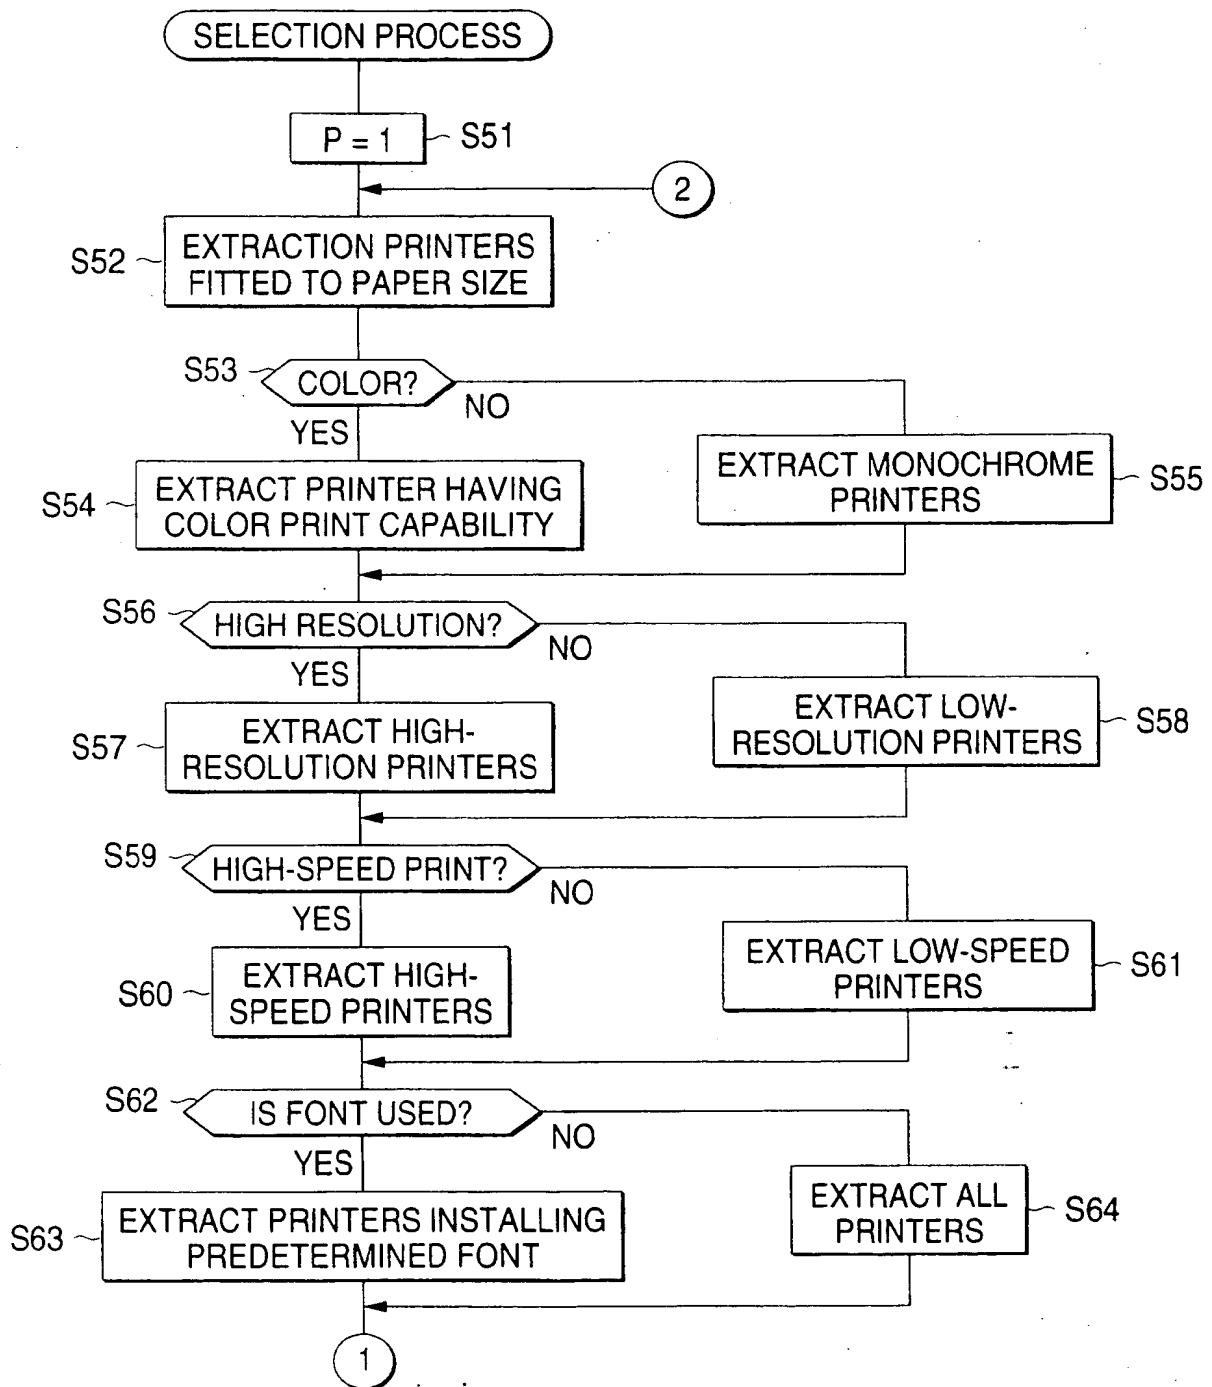 SELECTION PROCESS
P = 1
S51
2
S52
EXTRACTION PRINTERS
FITTED TO PAPER SIZE
S53
COLOR?
NO
YES
S54
EXTRACT PRINTER HAVING
COLOR PRINT CAPABILITY
EXTRACT MONOCHROME
PRINTERS
S55
S56
HIGH RESOLUTION?
NO
YES
S57
EXTRACT HIGH-
RESOLUTION PRINTERS
EXTRACT LOW-
RESOLUTION PRINTERS
S58
S59
HIGH-SPEED PRINT?
NO
YES
S60
EXTRACT HIGH-
SPEED PRINTERS
EXTRACT LOW-SPEED
PRINTERS
S61
S62
IS FONT USED?
NO
YES
S63
EXTRACT PRINTERS INSTALLING
PREDETERMINED FONT
EXTRACT ALL
PRINTERS
S64
1